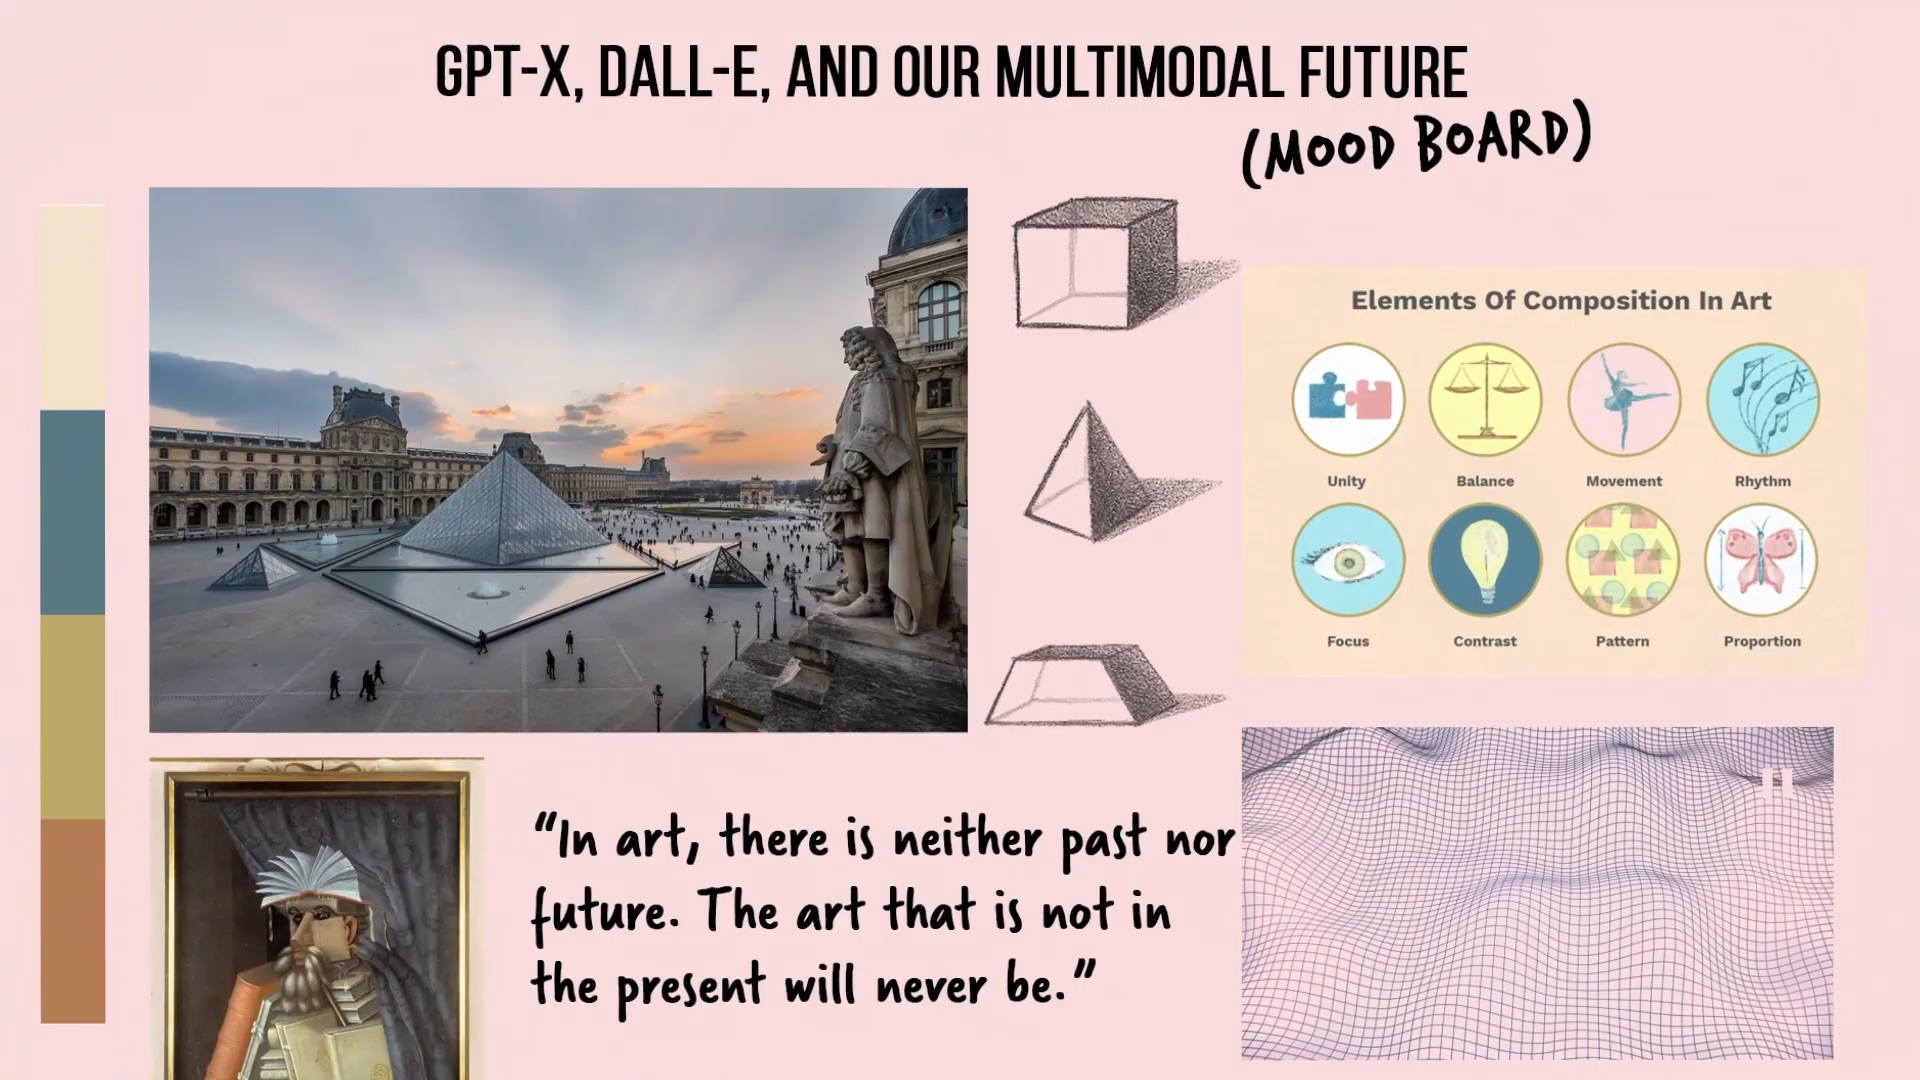 GPT-X, DALL-E, AND OUR MULTIMODAL FUTURE
(MOOD BOARD)
Elements Of Composition In Art
Unity
Balance
Movement
Rhythm
Focus
Contrast
Pattern
Proportion
“In art, there is neither past nor
future. The art that is not in
the present will never be.”